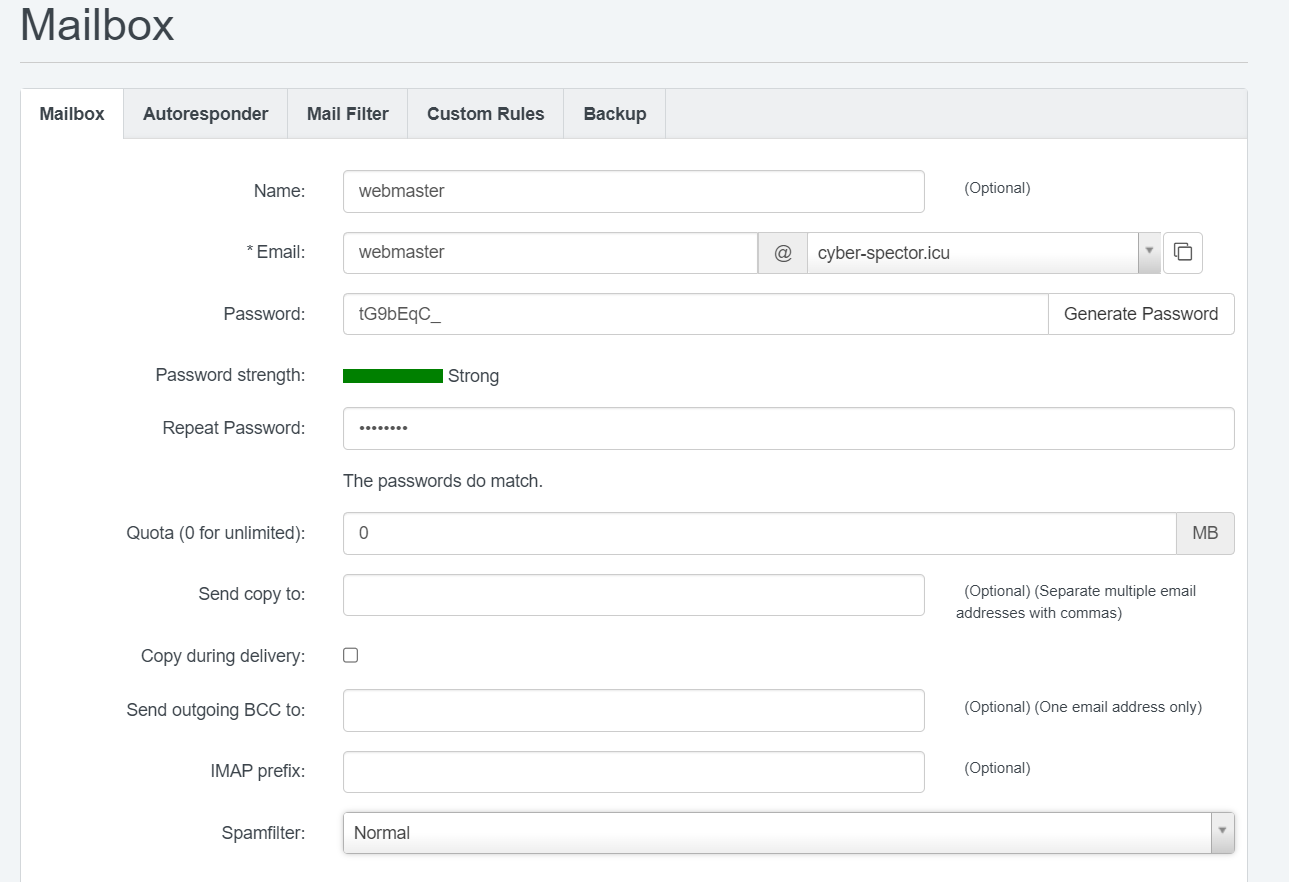 Mailbox
Mailbox Autoresponder Mail Filter Custom Rules Backup
Name: webmaster (Optional)
* Email: webmaster @ cyber-spector.icu
Password: tG9bEqC_ Generate Password
Password strength: Strong
Repeat Password: ••••••••
The passwords do match.
Quota (0 for unlimited): 0 MB
Send copy to: (Optional) (Separate multiple email
addresses with commas)
Copy during delivery:
Send outgoing BCC to: (Optional) (One email address only)
IMAP prefix: (Optional)
Spamfilter: Normal